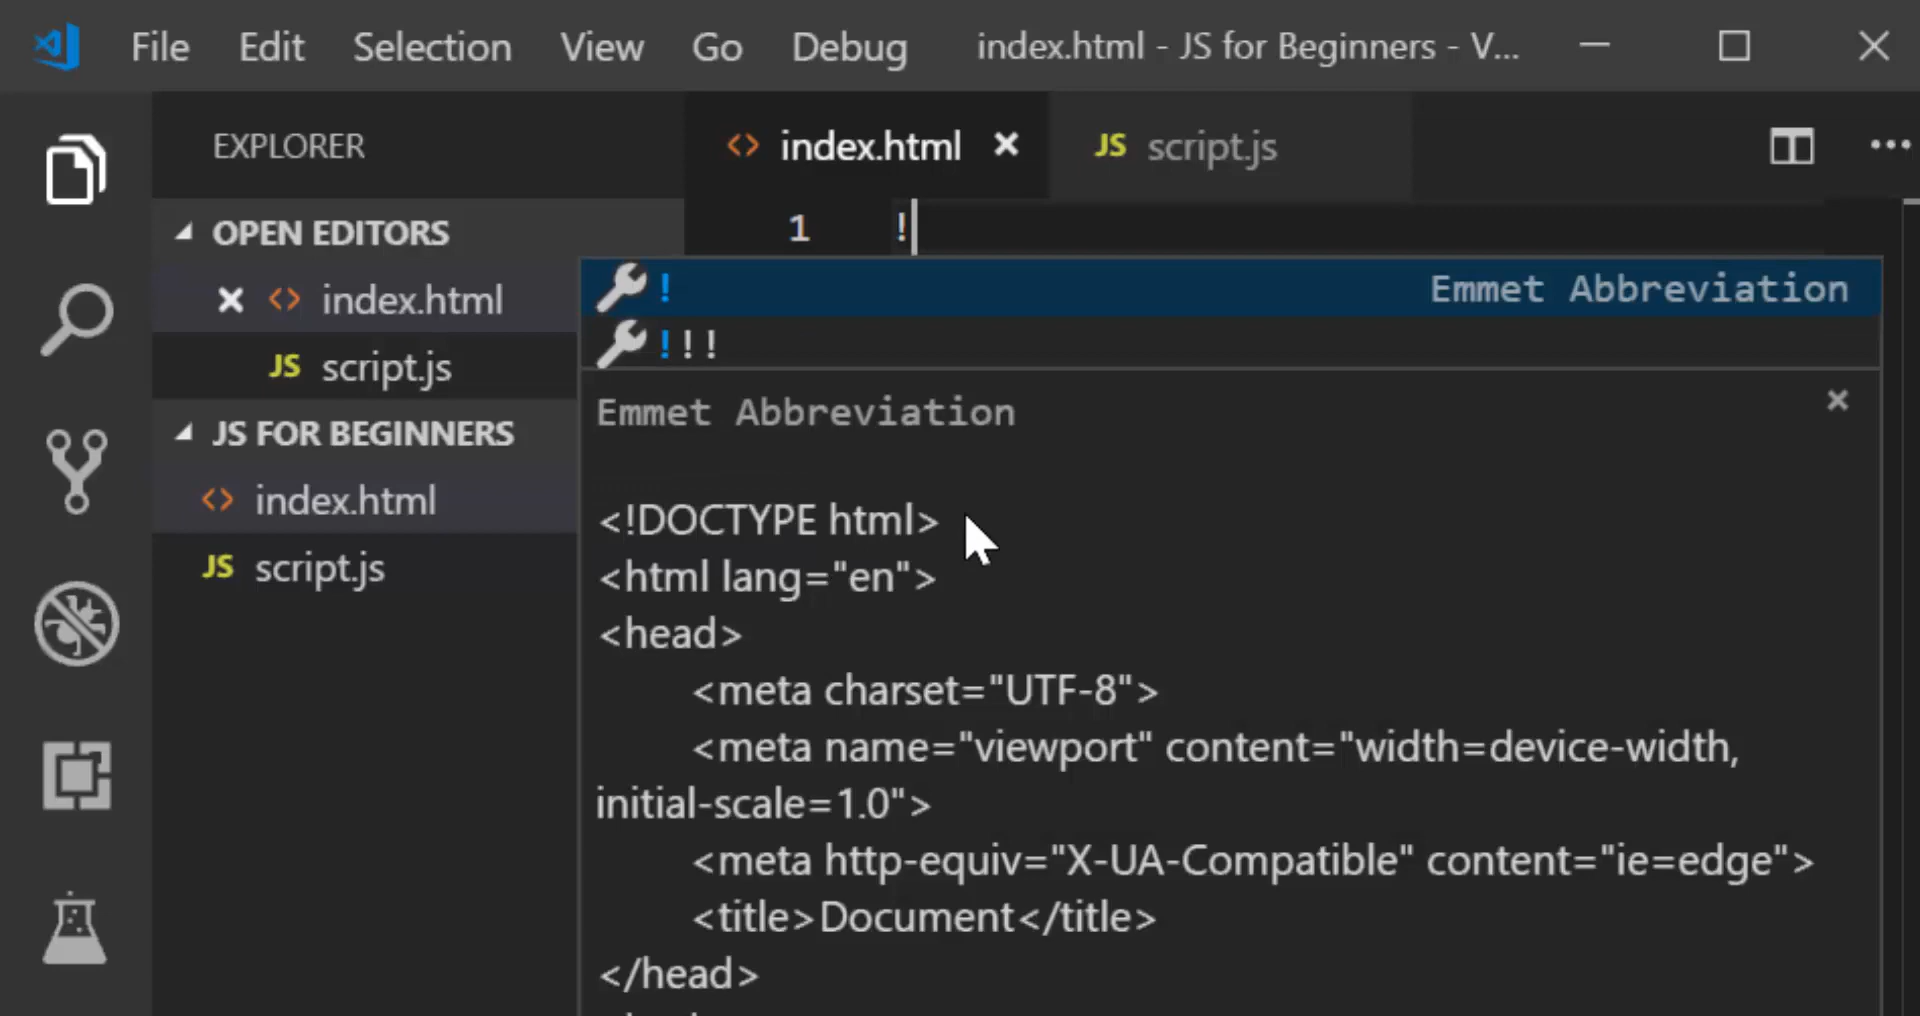 File Edit Selection View Go Debug index.html - JS for Beginners - V...
EXPLORER
index.html
JS script.js
OPEN EDITORS
index.html
JS script.js
JS FOR BEGINNERS
index.html
JS script.js
1 !
! Emmet Abbreviation
!!!
Emmet Abbreviation
<!DOCTYPE html>
<html lang="en">
<head>
<meta charset="UTF-8">
<meta name="viewport" content="width=device-width,
initial-scale=1.0">
<meta http-equiv="X-UA-Compatible" content="ie=edge">
<title>Document</title>
</head>